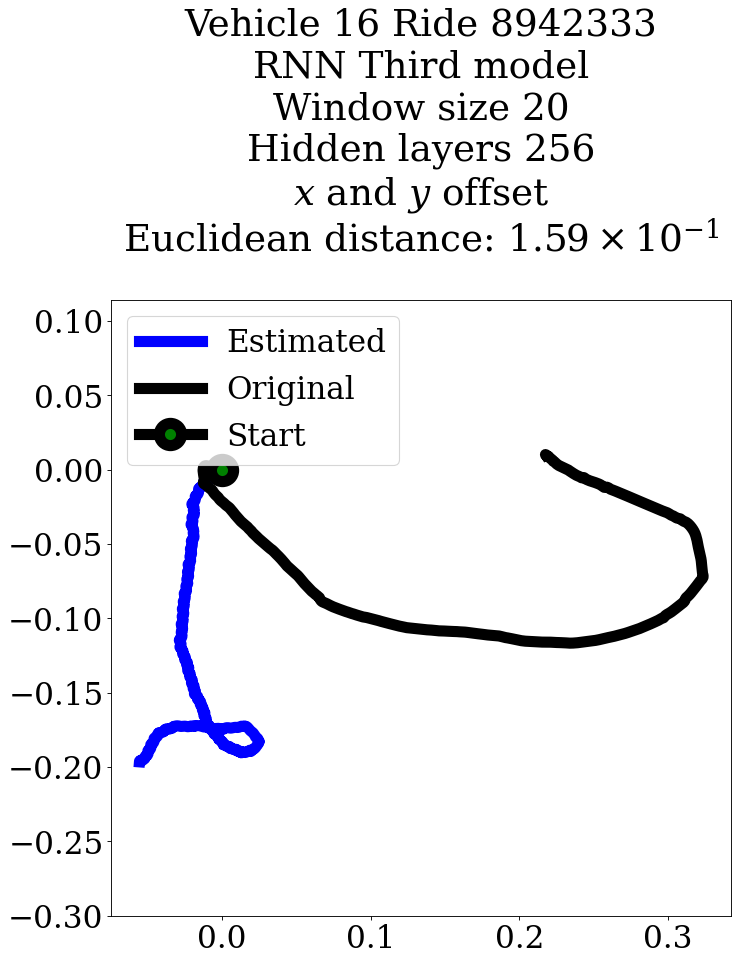 Vehicle 16 Ride 8942333
RNN Third model
Window size 20
Hidden layers 256
x and y offset
Euclidean distance: 1.59 × 10⁻¹
Estimated
Original
Start
0.10
0.05
0.00
−0.05
−0.10
−0.15
−0.20
−0.25
−0.30
0.0 0.1 0.2 0.3